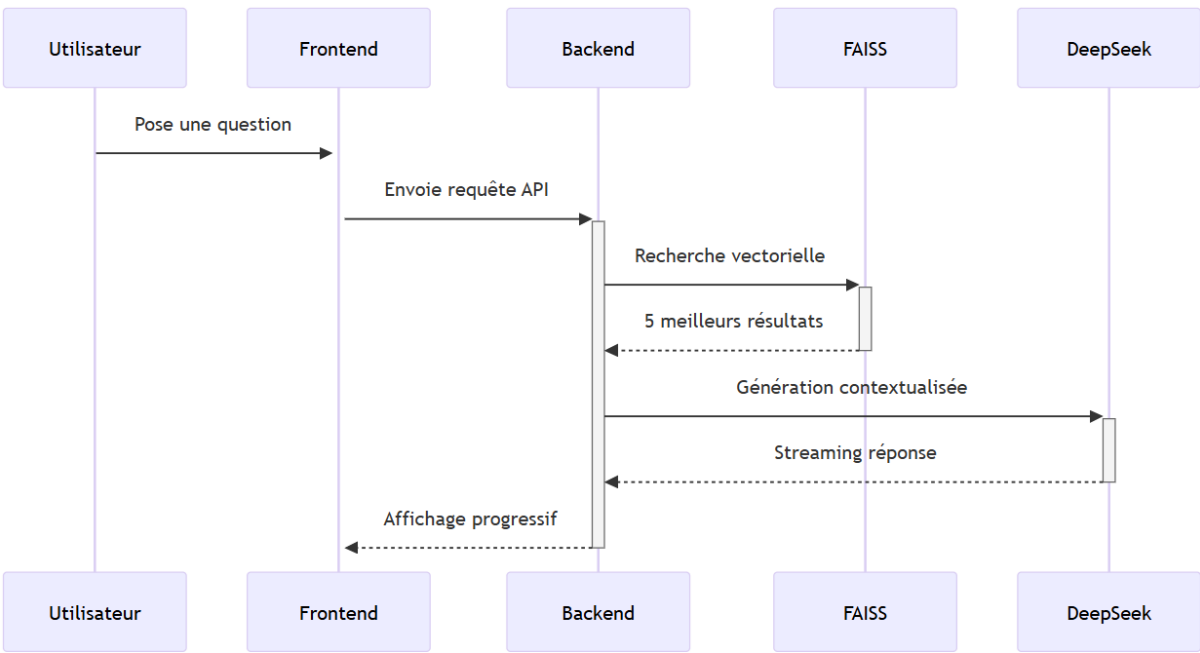 Utilisateur
Frontend
Backend
FAISS
DeepSeek
Pose une question
Envoie requête API
Recherche vectorielle
5 meilleurs résultats
Génération contextualisée
Streaming réponse
Affichage progressif
Utilisateur
Frontend
Backend
FAISS
DeepSeek